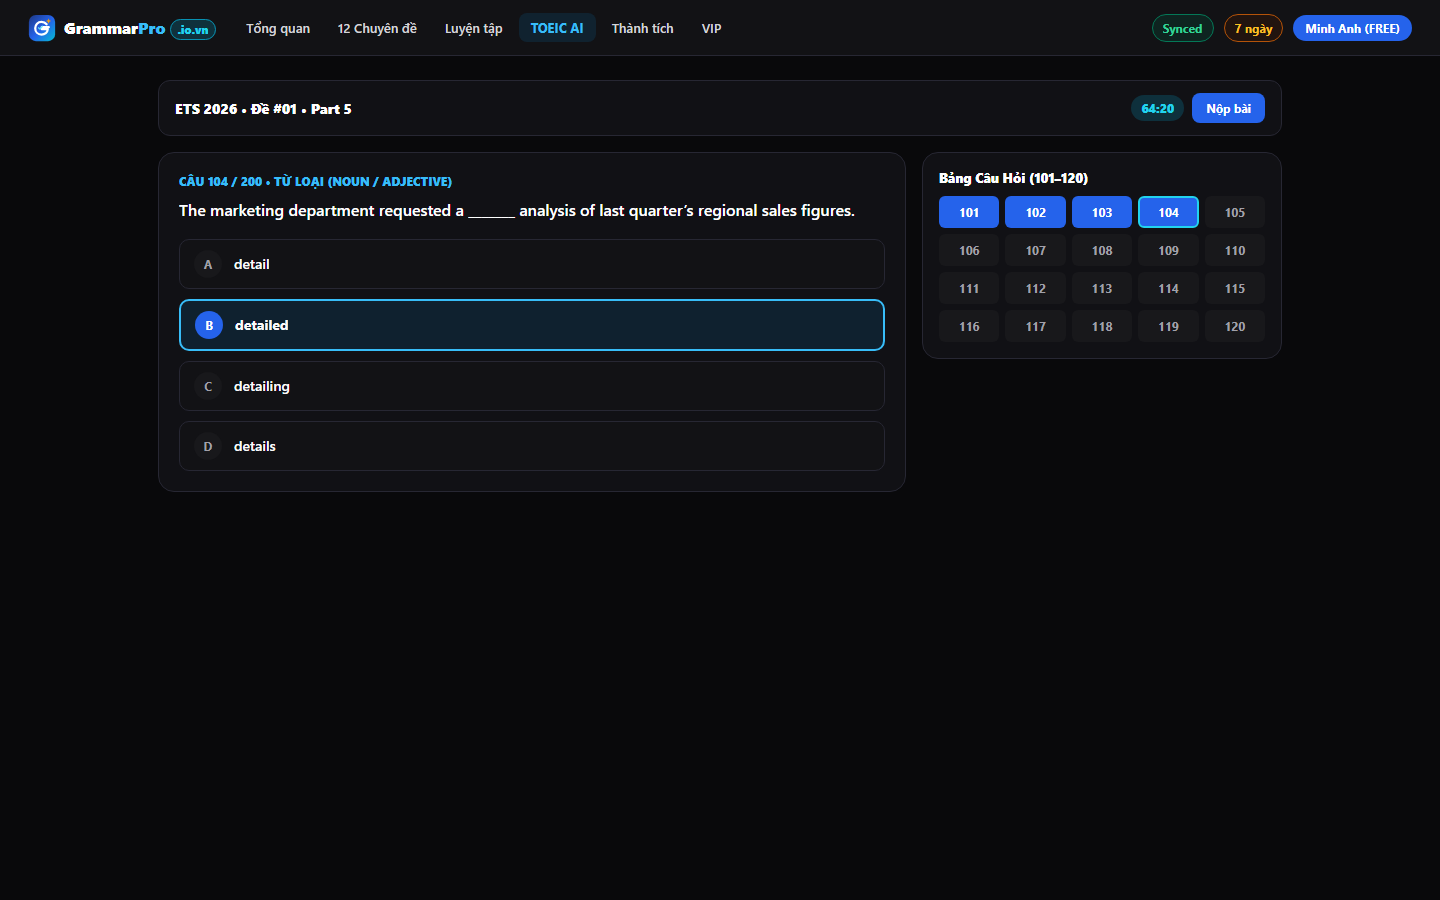 GrammarPro .io.vn Tổng quan 12 Chuyên đề Luyện tập TOEIC AI Thành tích VIP Synced 7 ngày Minh Anh (FREE)
ETS 2026 • Đề #01 • Part 5 64:20 Nộp bài
CÂU 104 / 200 • TỪ LOẠI (NOUN / ADJECTIVE)
The marketing department requested a _______ analysis of last quarter’s regional sales figures.
A detail
B detailed
C detailing
D details
Bảng Câu Hỏi (101–120)
101 102 103 104 105
106 107 108 109 110
111 112 113 114 115
116 117 118 119 120